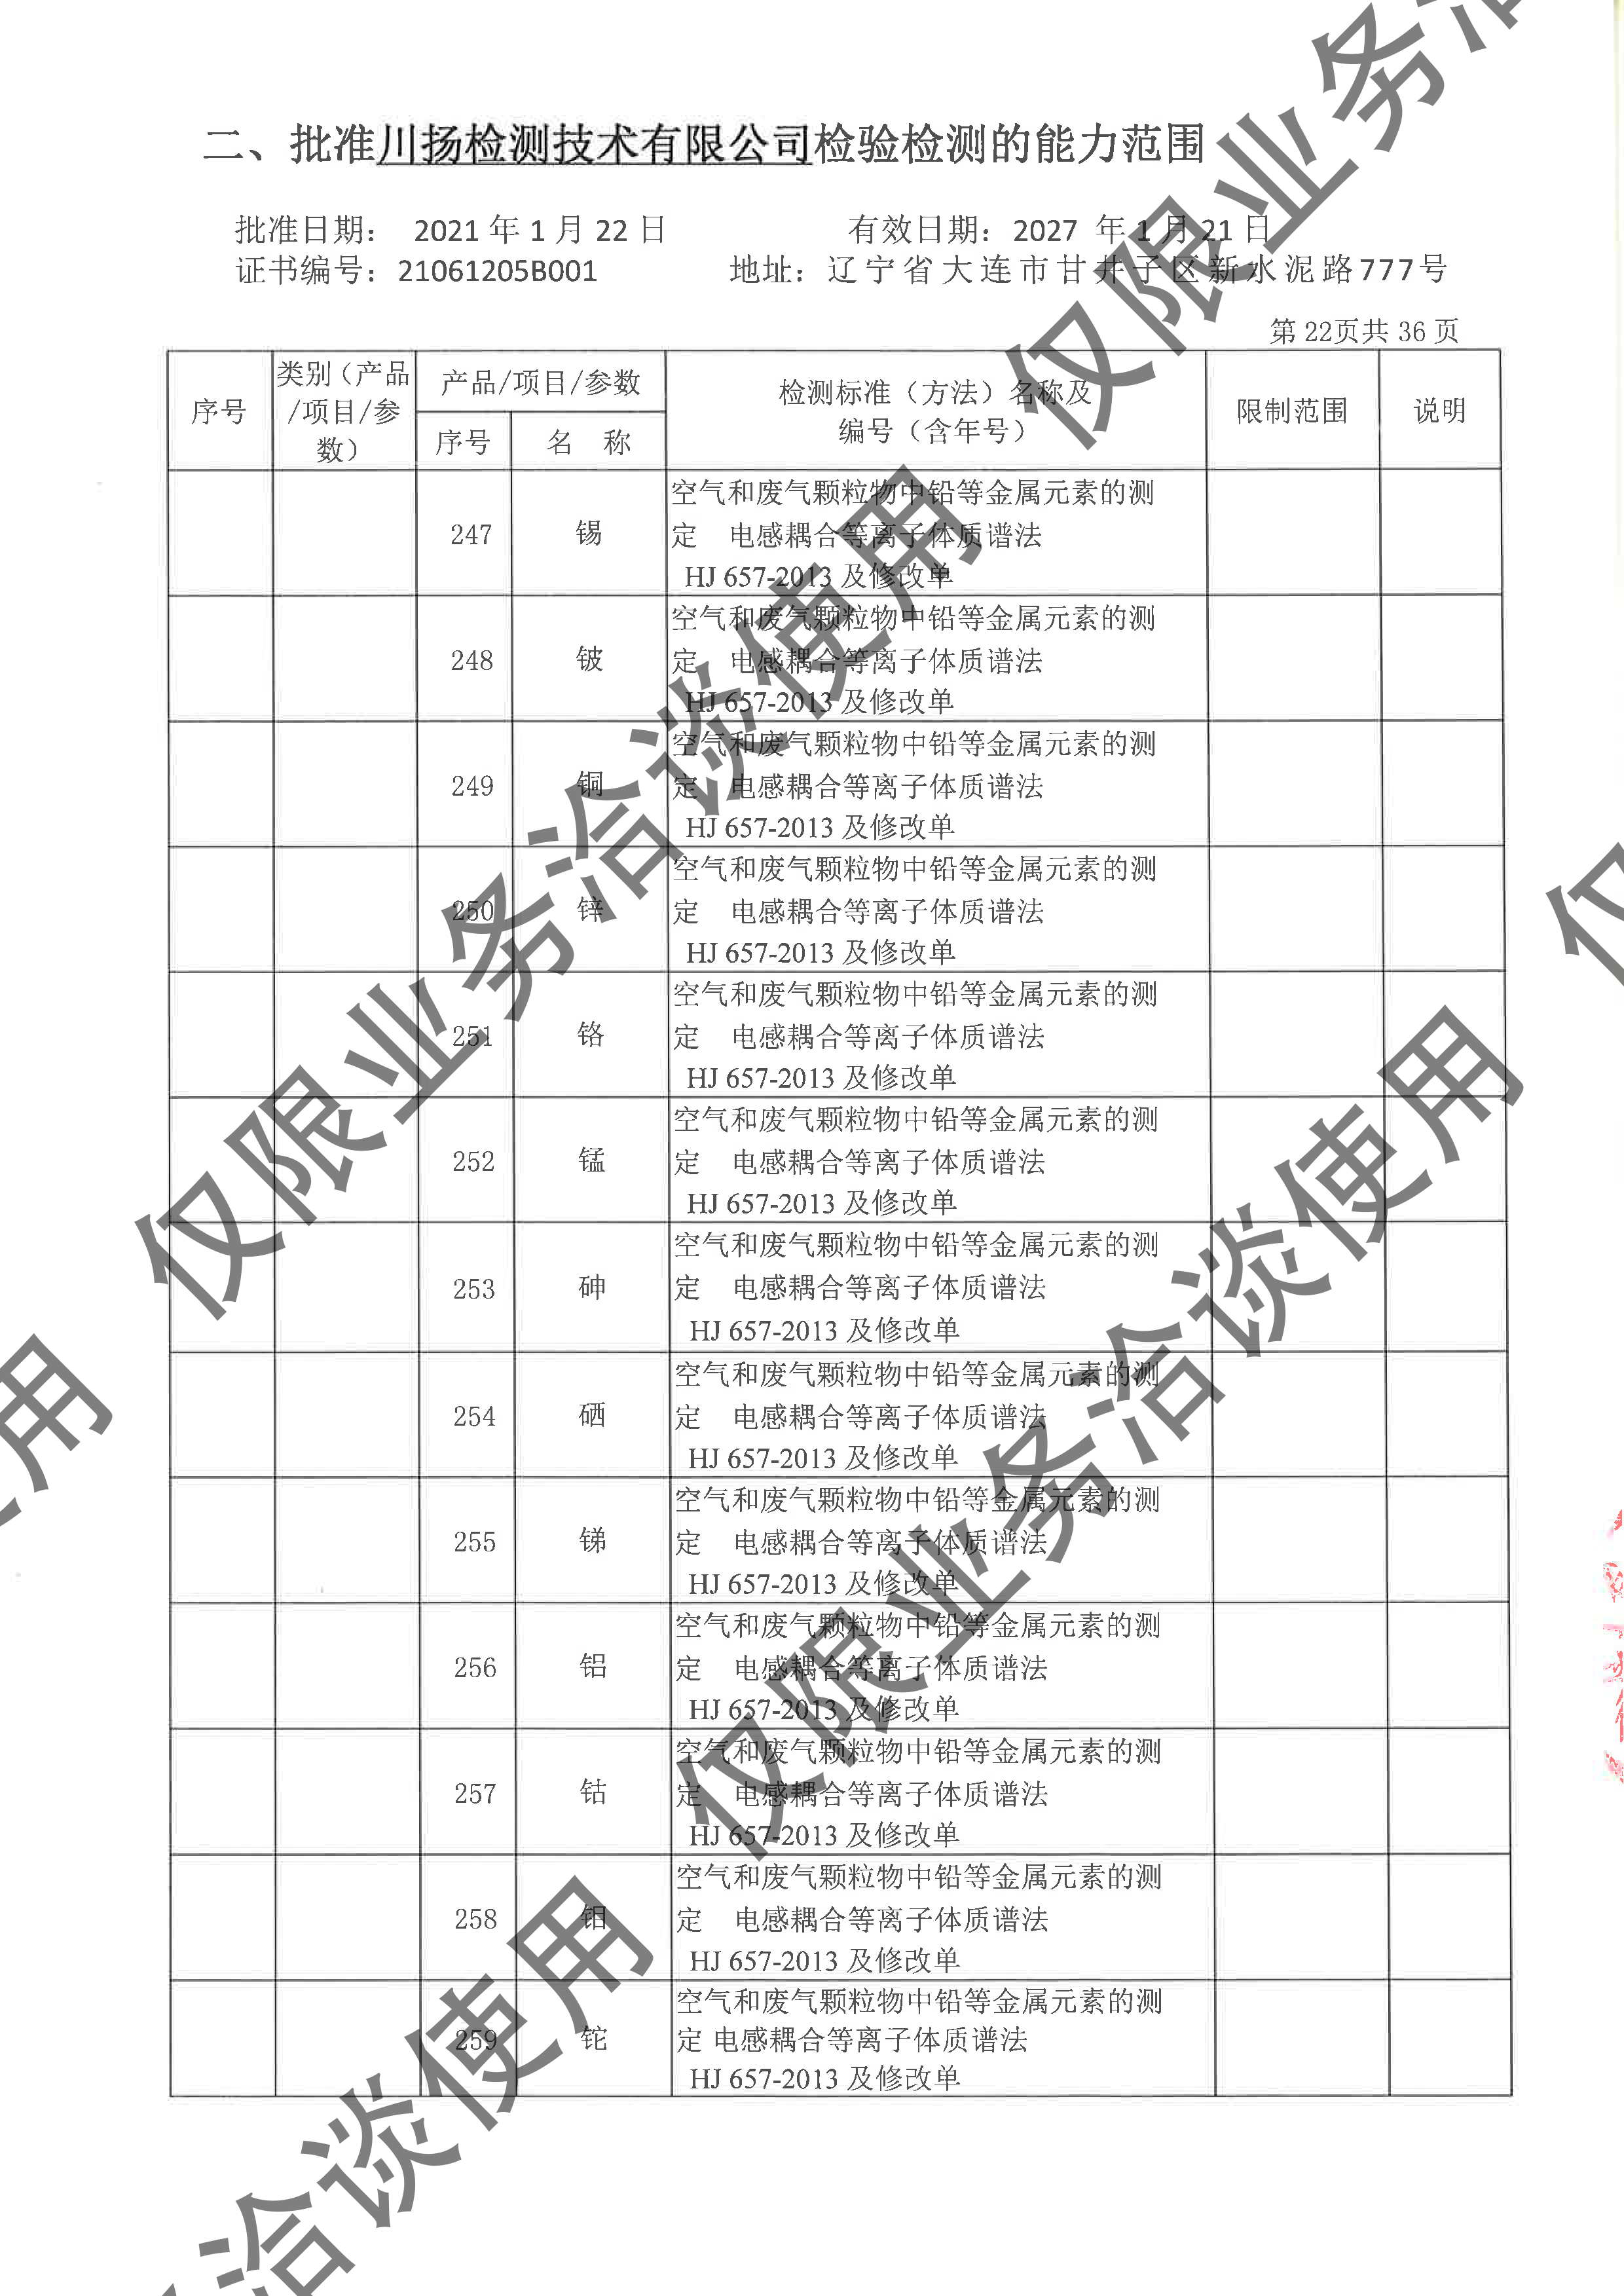 二、批准川扬检测技术有限公司检验检测的能力范围
批准日期： 2021 年 1 月 22 日 有效日期：2027 年 1 月 21 日
证书编号：21061205B001 地址：辽宁省大连市甘井子区新水泥路777号
第 22页共 36 页
序号 类别（产品/项目/参数） 产品/项目/参数 检测标准（方法）名称及编号（含年号） 限制范围 说明
序号 名 称
247 锡 空气和废气颗粒物中铅等金属元素的测
定 电感耦合等离子体质谱法
HJ 657-2013 及修改单
248 铍 空气和废气颗粒物中铅等金属元素的测
定 电感耦合等离子体质谱法
HJ 657-2013 及修改单
249 铜 空气和废气颗粒物中铅等金属元素的测
定 电感耦合等离子体质谱法
HJ 657-2013 及修改单
250 锌 空气和废气颗粒物中铅等金属元素的测
定 电感耦合等离子体质谱法
HJ 657-2013 及修改单
251 铬 空气和废气颗粒物中铅等金属元素的测
定 电感耦合等离子体质谱法
HJ 657-2013 及修改单
252 锰 空气和废气颗粒物中铅等金属元素的测
定 电感耦合等离子体质谱法
HJ 657-2013 及修改单
253 砷 空气和废气颗粒物中铅等金属元素的测
定 电感耦合等离子体质谱法
HJ 657-2013 及修改单
254 硒 空气和废气颗粒物中铅等金属元素的测
定 电感耦合等离子体质谱法
HJ 657-2013 及修改单
255 锑 空气和废气颗粒物中铅等金属元素的测
定 电感耦合等离子体质谱法
HJ 657-2013 及修改单
256 铝 空气和废气颗粒物中铅等金属元素的测
定 电感耦合等离子体质谱法
HJ 657-2013 及修改单
257 钴 空气和废气颗粒物中铅等金属元素的测
定 电感耦合等离子体质谱法
HJ 657-2013 及修改单
258 钼 空气和废气颗粒物中铅等金属元素的测
定 电感耦合等离子体质谱法
HJ 657-2013 及修改单
259 铊 空气和废气颗粒物中铅等金属元素的测
定 电感耦合等离子体质谱法
HJ 657-2013 及修改单
仅限业务洽谈使用
仅限业务洽谈使用
仅限业务洽
洽谈使用
使用
仅